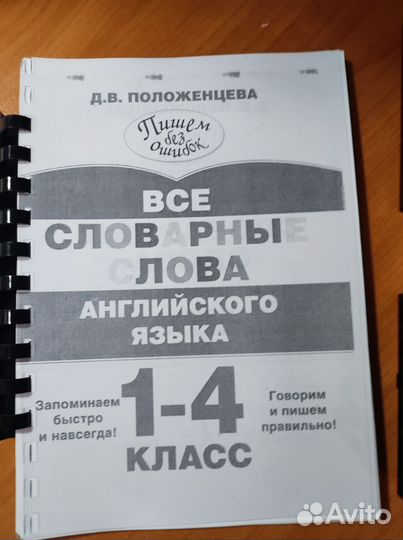 Д.В. ПОЛОЖЕНЦЕВА
Пишем
без
ошибок
ВСЕ
СЛОВАРНЫЕ
СЛОВА
АНГЛИЙСКОГО
ЯЗЫКА
Запоминаем
быстро
и навсегда!
1-4
КЛАСС
Говорим
и пишем
правильно!
Avito